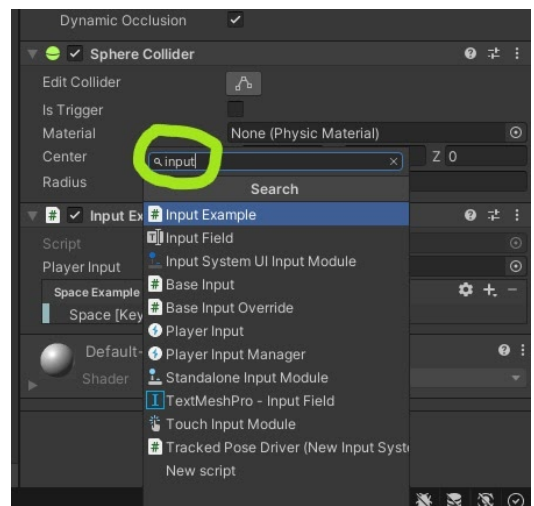 Dynamic Occlusion
Sphere Collider
Edit Collider
Is Trigger
Material None (Physic Material)
Center Z 0
Radius
input
Search
Input Ex
Input Example
Script
Input Field
Player Input
Input System UI Input Module
Space Example
Base Input
Space [Key
Base Input Override
Player Input
Default-
Player Input Manager
Shader
Standalone Input Module
TextMeshPro - Input Field
Touch Input Module
Tracked Pose Driver (New Input Syst
New script